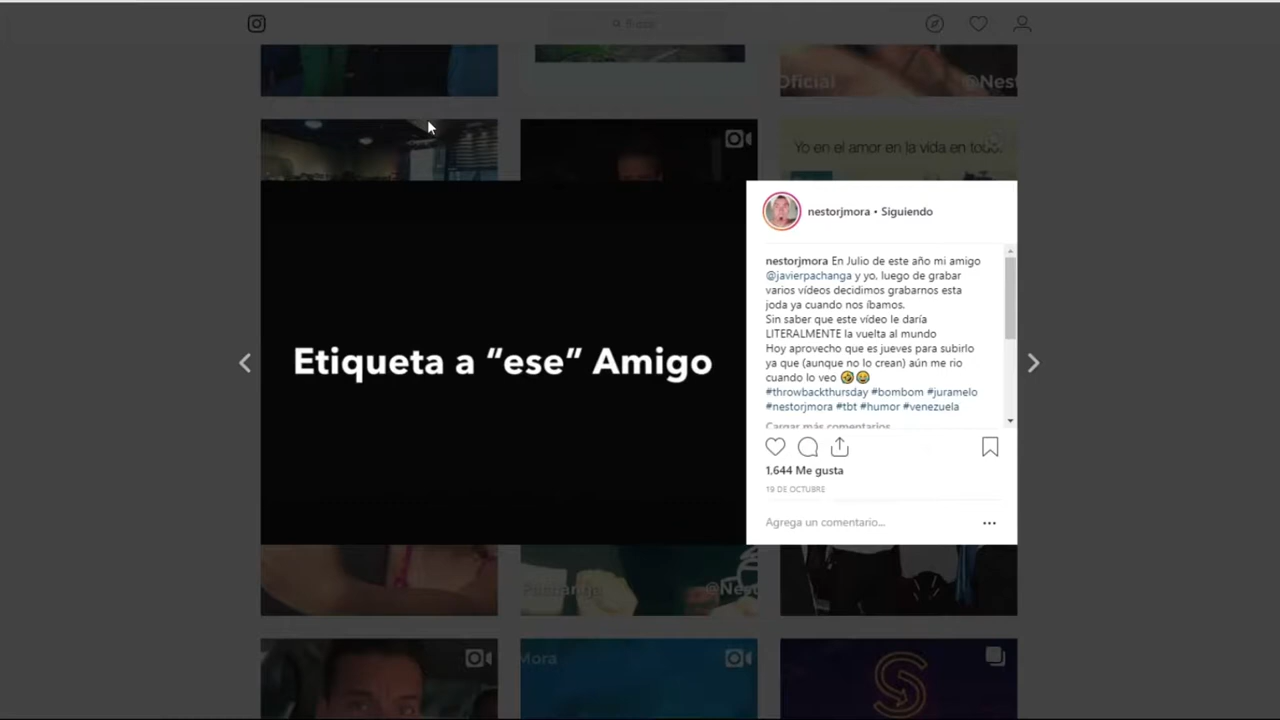 Oficial
@Nest
Yo en el amor en la vida en todo.
nestorjmora • Siguiendo
nestorjmora En Julio de este año mi amigo
@javierpachanga y yo, luego de grabar
varios vídeos decidimos grabarnos esta
joda ya cuando nos íbamos.
Sin saber que este vídeo le daría
LITERALMENTE la vuelta al mundo
Hoy aprovecho que es jueves para subirlo
ya que (aunque no lo crean) aún me rio
cuando lo veo 🤣😂
#throwbackthursday #bombom #juramelo
#nestorjmora #tbt #humor #venezuela
Cargar más comentarios
Etiqueta a “ese” Amigo
1,644 Me gusta
19 DE OCTUBRE
Agrega un comentario...
@Nest
Mora